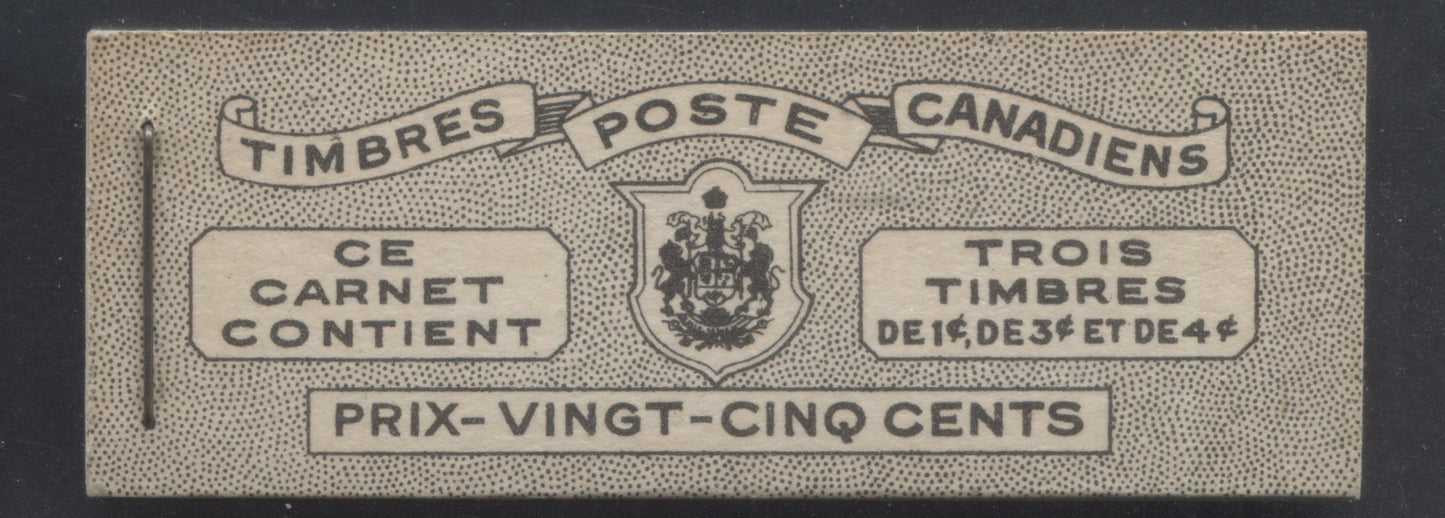 TIMBRES POSTE CANADIENS
CE
CARNET
CONTIENT
TROIS
TIMBRES
DE 1¢, DE 3¢ ET DE 4¢
PRIX-VINGT-CINQ CENTS